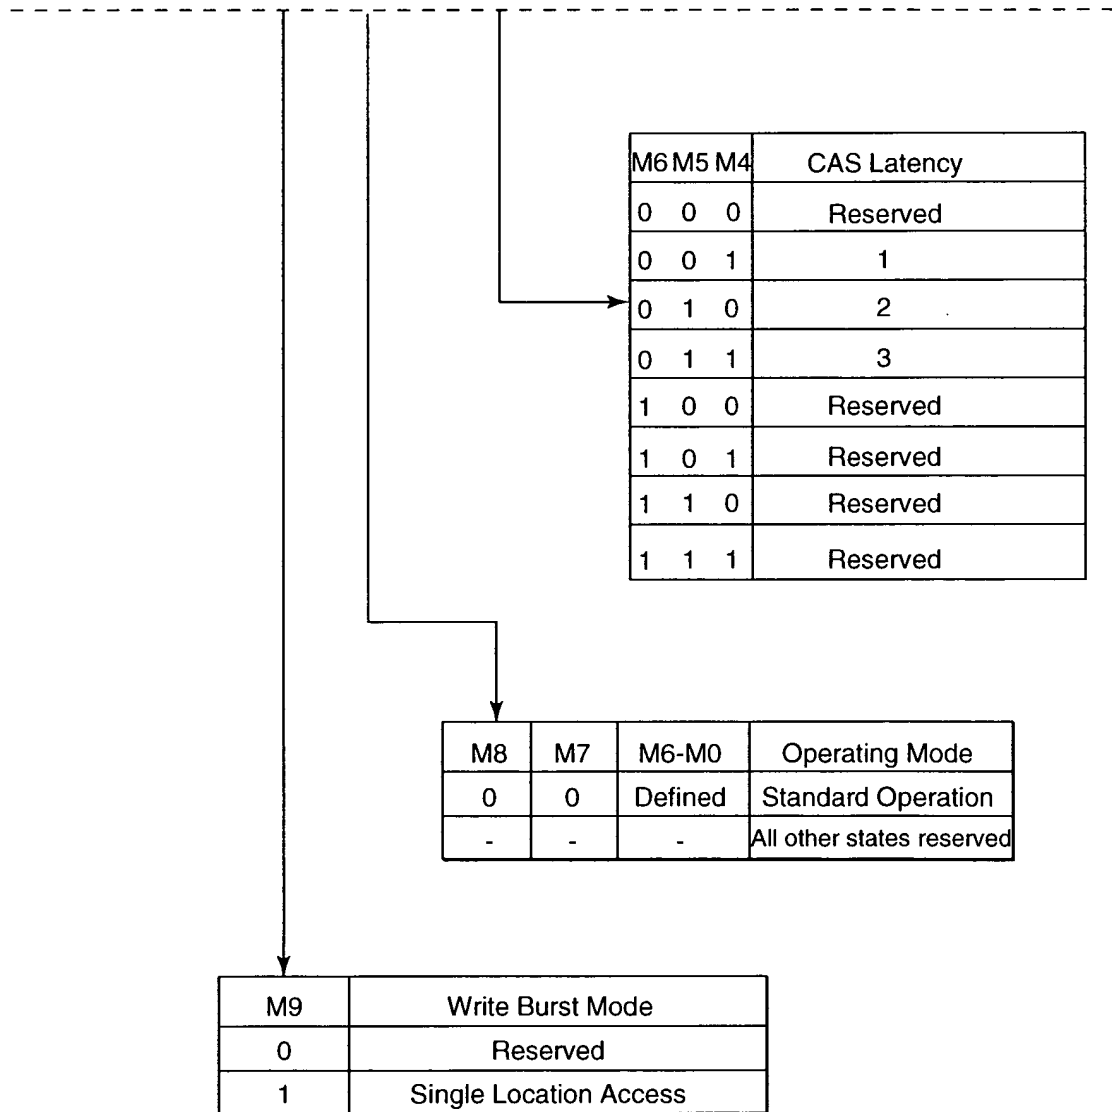 M6 M5 M4 CAS Latency
0 0 0 Reserved
0 0 1 1
0 1 0 2
0 1 1 3
1 0 0 Reserved
1 0 1 Reserved
1 1 0 Reserved
1 1 1 Reserved
M8 M7 M6-M0 Operating Mode
0 0 Defined Standard Operation
- - - All other states reserved
M9 Write Burst Mode
0 Reserved
1 Single Location Access